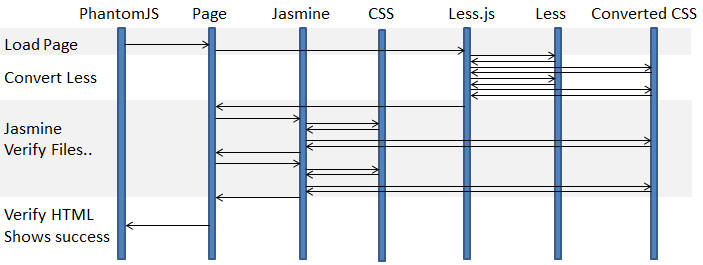 PhantomJS Page Jasmine CSS Less.js Less Converted CSS
Load Page
Convert Less
Jasmine
Verify Files..
Verify HTML
Shows success